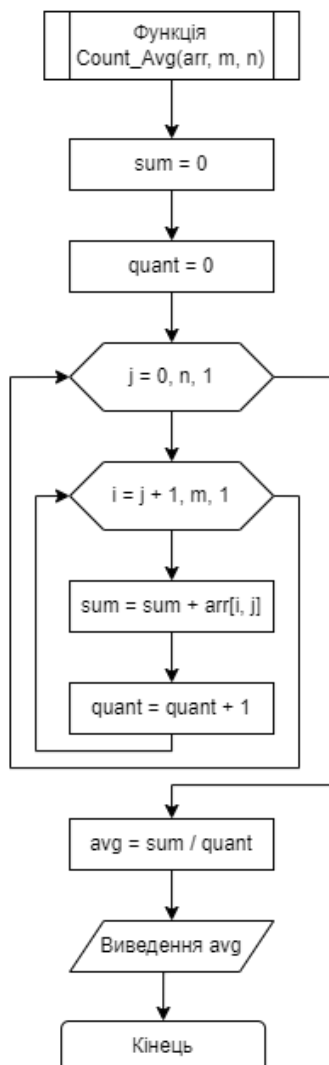 Функція
Count_Avg(arr, m, n)
sum = 0
quant = 0
j = 0, n, 1
i = j + 1, m, 1
sum = sum + arr[i, j]
quant = quant + 1
avg = sum / quant
Виведення avg
Кінець